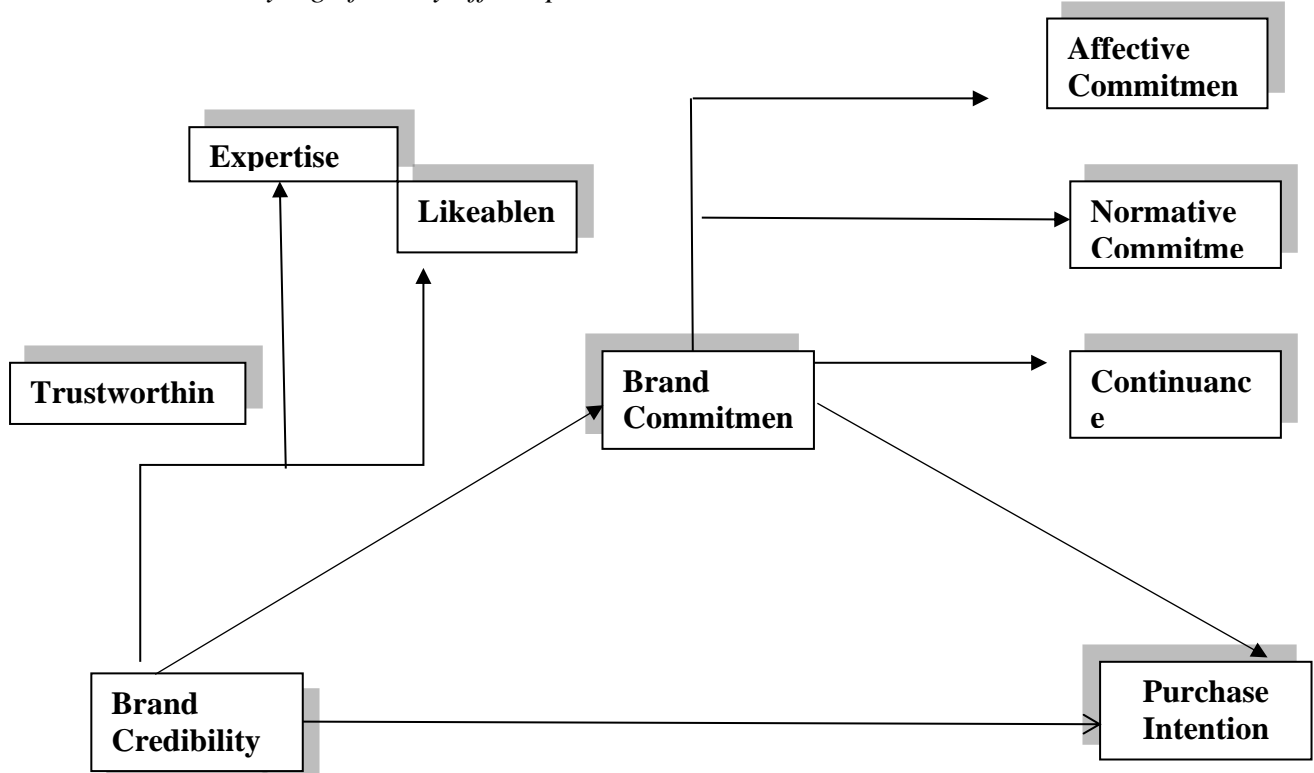 Affective
Commitmen
Expertise
Likeablen
Normative
Commitme
Trustworthin
Brand
Commitmen
Continuanc
e
Brand
Credibility
Purchase
Intention